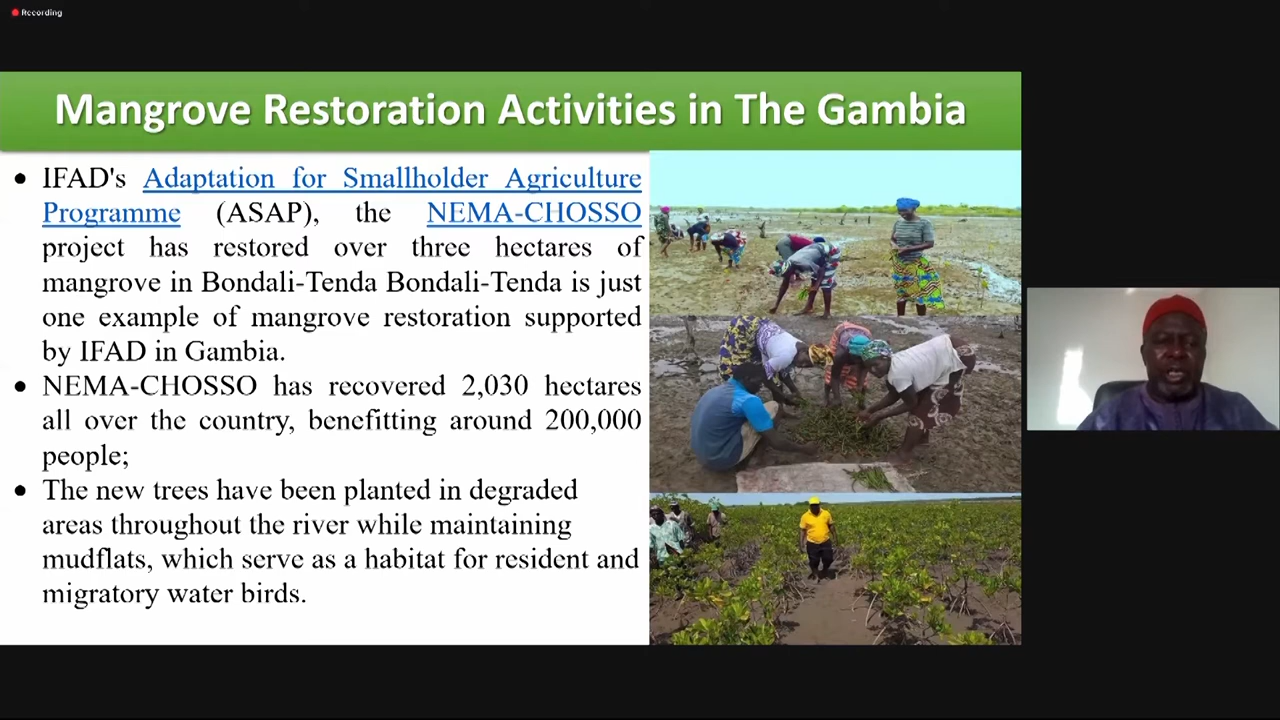 Recording
Mangrove Restoration Activities in The Gambia
• IFAD's Adaptation for Smallholder Agriculture
Programme (ASAP), the NEMA-CHOSSO
project has restored over three hectares of
mangrove in Bondali-Tenda Bondali-Tenda is just
one example of mangrove restoration supported
by IFAD in Gambia.
• NEMA-CHOSSO has recovered 2,030 hectares
all over the country, benefitting around 200,000
people;
• The new trees have been planted in degraded
areas throughout the river while maintaining
mudflats, which serve as a habitat for resident and
migratory water birds.